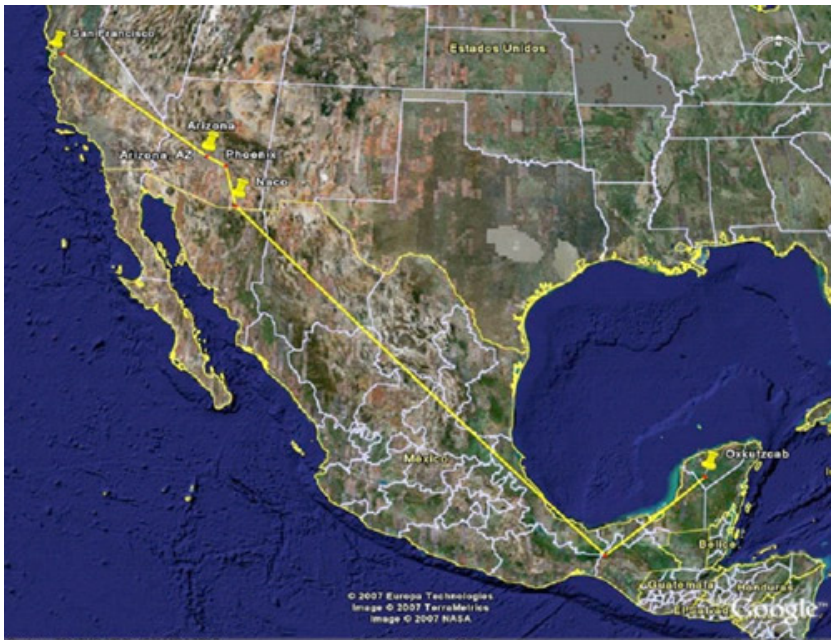 San Francisco
Estados Unidos
N
Arizona
Arizona, AZ
Phoenix
Naco
Oxkutzcab
México
Belice
Guatemala
Honduras
© 2007 Europa Technologies
Image © 2007 TerraMetrics
Image © 2007 NASA
Google